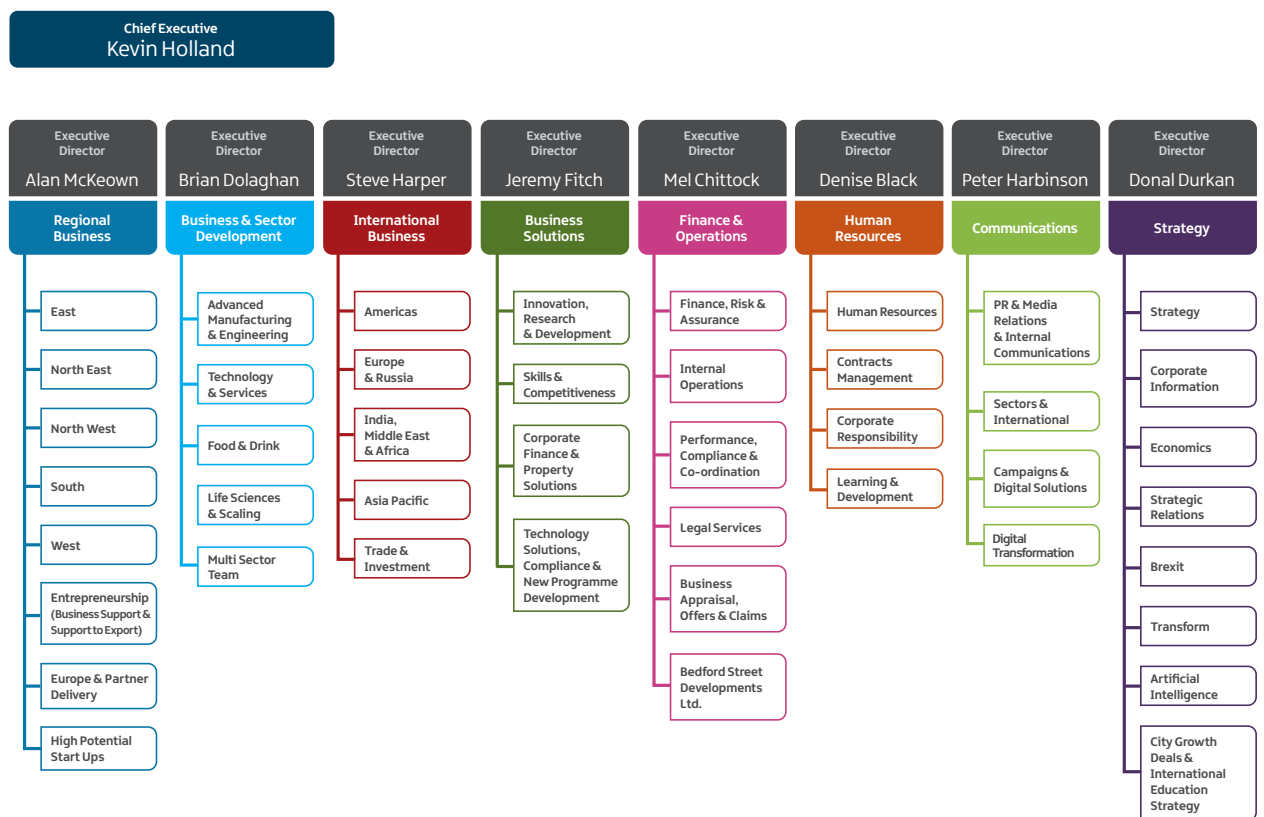 Chief Executive
Kevin Holland
Executive
Director
Alan McKeown
Regional
Business
East
North East
North West
South
West
Entrepreneurship
(Business Support &
Support to Export)
Europe & Partner
Delivery
High Potential
Start Ups
Executive
Director
Brian Dolaghan
Business & Sector
Development
Advanced
Manufacturing
& Engineering
Technology
& Services
Food & Drink
Life Sciences
& Scaling
Multi Sector
Team
Executive
Director
Steve Harper
International
Business
Americas
Europe
& Russia
India,
Middle East
& Africa
Asia Pacific
Trade &
Investment
Executive
Director
Jeremy Fitch
Business
Solutions
Innovation,
Research
& Development
Skills &
Competitiveness
Corporate
Finance &
Property
Solutions
Technology
Solutions,
Compliance &
New Programme
Development
Executive
Director
Mel Chittock
Finance &
Operations
Finance, Risk &
Assurance
Internal
Operations
Performance,
Compliance &
Co-ordination
Legal Services
Business
Appraisal,
Offers & Claims
Bedford Street
Developments
Ltd.
Executive
Director
Denise Black
Human
Resources
Human Resources
Contracts
Management
Corporate
Responsibility
Learning &
Development
Executive
Director
Peter Harbinson
Communications
PR & Media
Relations
& Internal
Communications
Sectors &
International
Campaigns &
Digital Solutions
Digital
Transformation
Executive
Director
Donal Durkan
Strategy
Strategy
Corporate
Information
Economics
Strategic
Relations
Brexit
Transform
Artificial
Intelligence
City Growth
Deals &
International
Education
Strategy